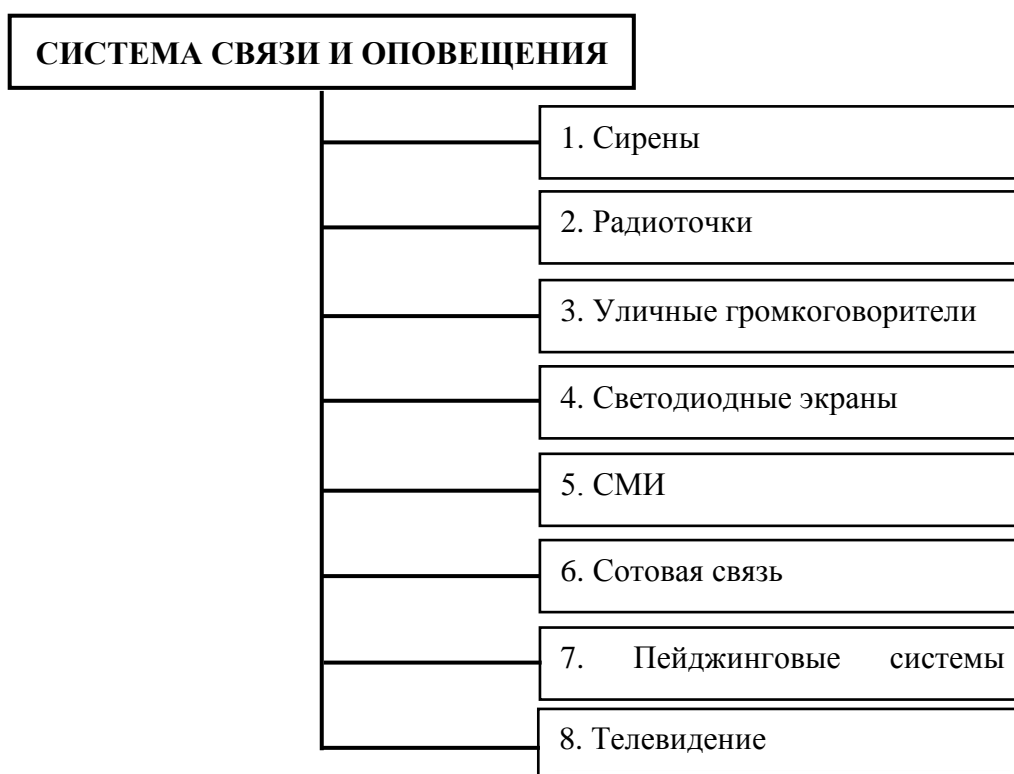 СИСТЕМА СВЯЗИ И ОПОВЕЩЕНИЯ
1. Сирены
2. Радиоточки
3. Уличные громкоговорители
4. Светодиодные экраны
5. СМИ
6. Сотовая связь
7. Пейджинговые системы
8. Телевидение